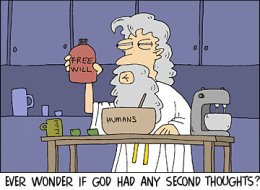 FREE
WILL
HUMANS
EVER WONDER IF GOD HAD ANY SECOND THOUGHTS?